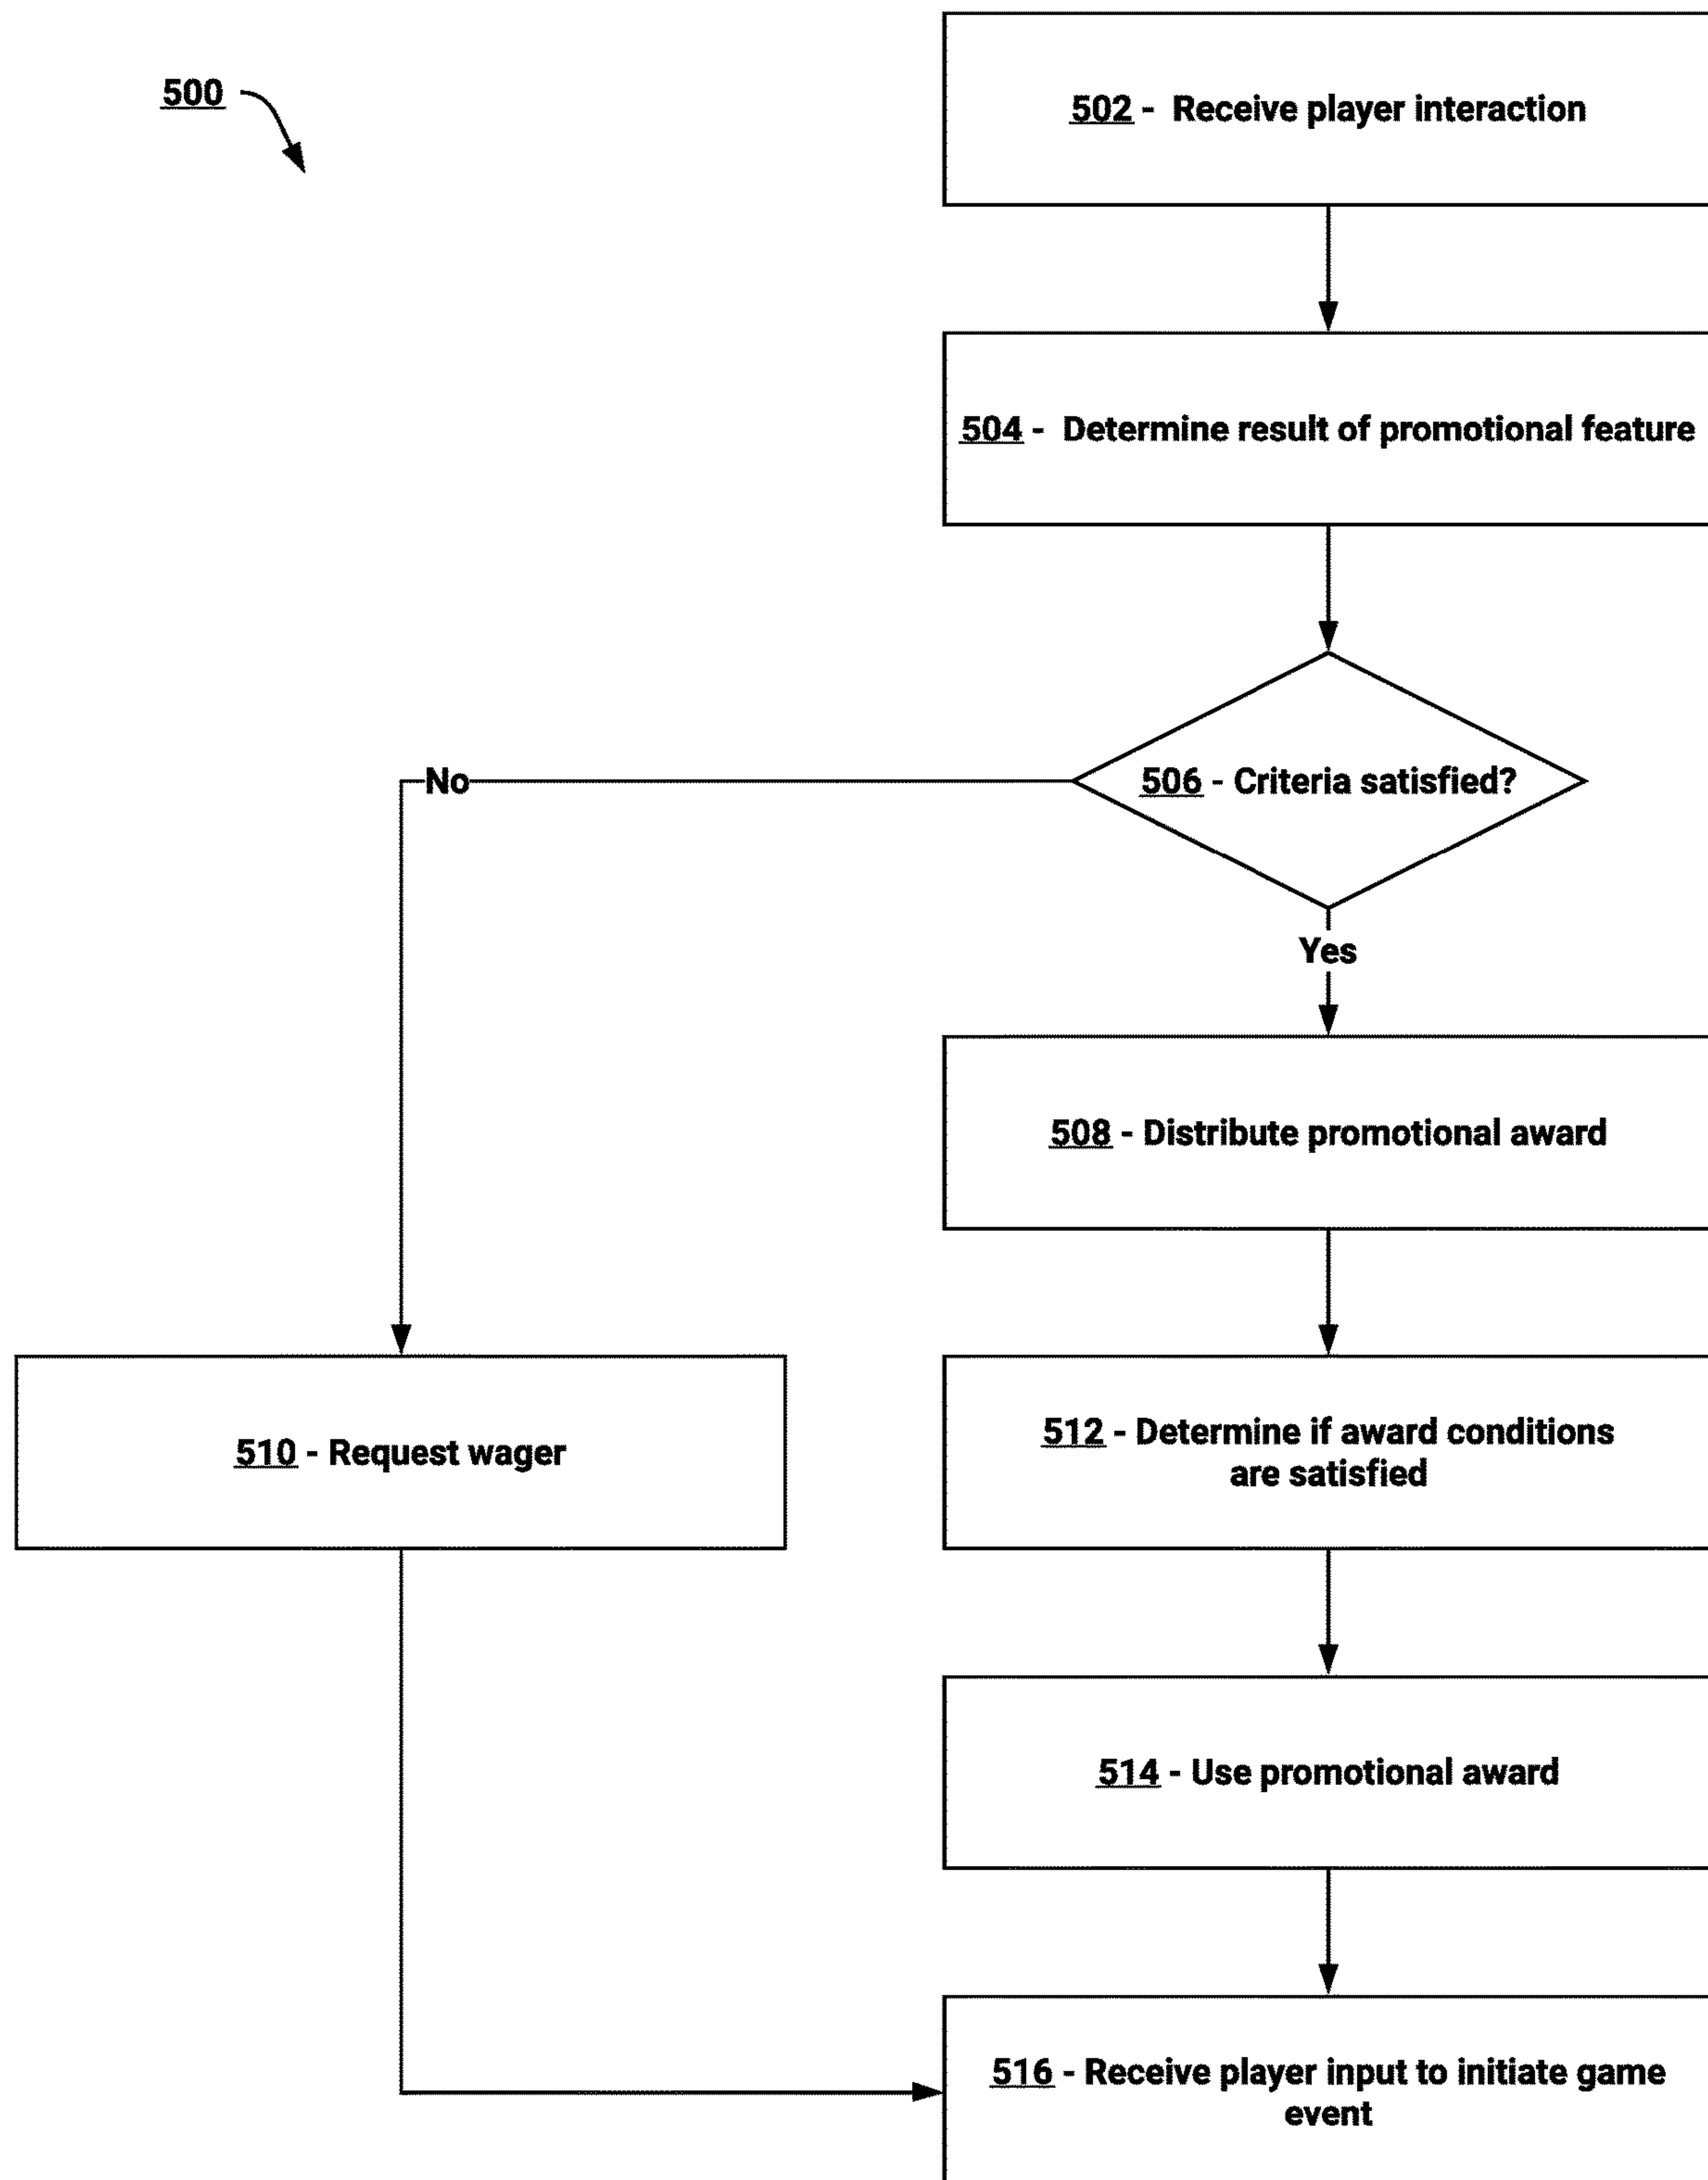 500
502 - Receive player interaction
504 - Determine result of promotional feature
506 - Criteria satisfied?
No
Yes
508 - Distribute promotional award
510 - Request wager
512 - Determine if award conditions
are satisfied
514 - Use promotional award
516 - Receive player input to initiate game
event